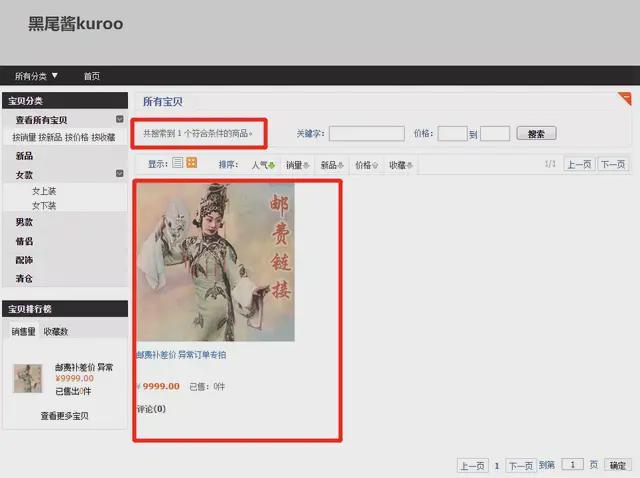 黑尾酱kuroo
所有分类 ▼ 首页
宝贝分类
查看所有宝贝
按销量 按新品 按价格 按收藏
新品
女款
女上装
女下装
男款
情侣
配饰
清仓
宝贝排行榜
销售量 收藏数
邮费补差价 异常
¥9999.00
已售出0件
查看更多宝贝
所有宝贝
共搜索到 1 个符合条件的商品。
关键字: 价格: 到 搜索
显示: 排序: 人气 销量 新品 价格 收藏 1/1 上一页 下一页
邮费链接
邮费补差价 异常订单专拍
¥ 9999.00 已售: 0件
评论(0)
上一页 1 下一页 到第 1 页 确定